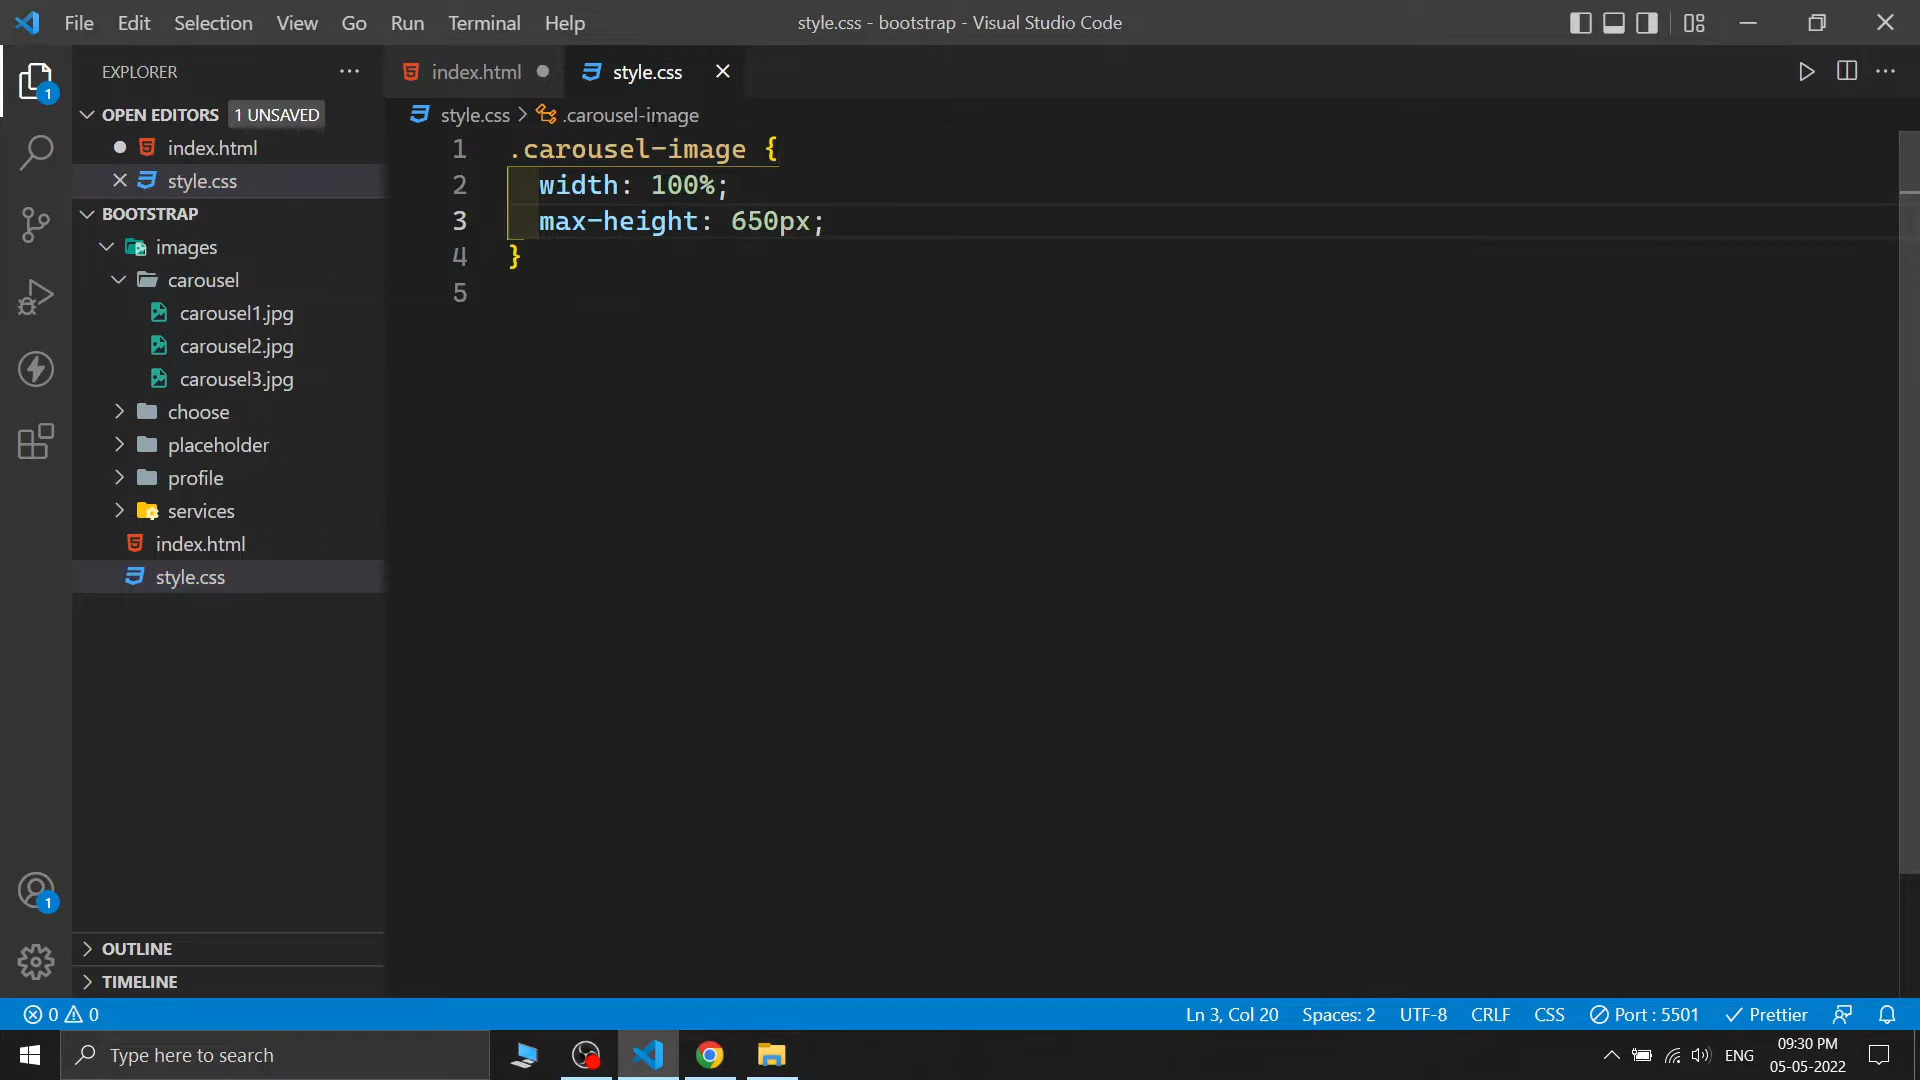 File Edit Selection View Go Run Terminal Help style.css - bootstrap - Visual Studio Code
EXPLORER
index.html style.css
1
OPEN EDITORS 1 UNSAVED
style.css > .carousel-image
index.html
style.css
BOOTSTRAP
images
carousel
carousel1.jpg
carousel2.jpg
carousel3.jpg
choose
placeholder
profile
services
index.html
style.css
1 .carousel-image {
2 width: 100%;
3 max-height: 650px;
4 }
5
1
OUTLINE
TIMELINE
0 0 Ln 3, Col 20 Spaces: 2 UTF-8 CRLF CSS Port : 5501 Prettier
Type here to search
ENG
09:30 PM
05-05-2022